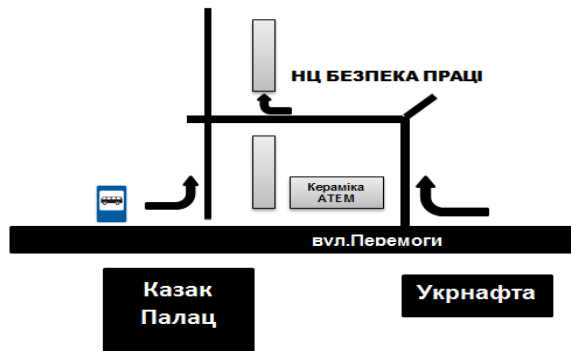 НЦ БЕЗПЕКА ПРАЦІ
Кераміка
АТЕМ
вул.Перемоги
Казак
Палац
Укрнафта